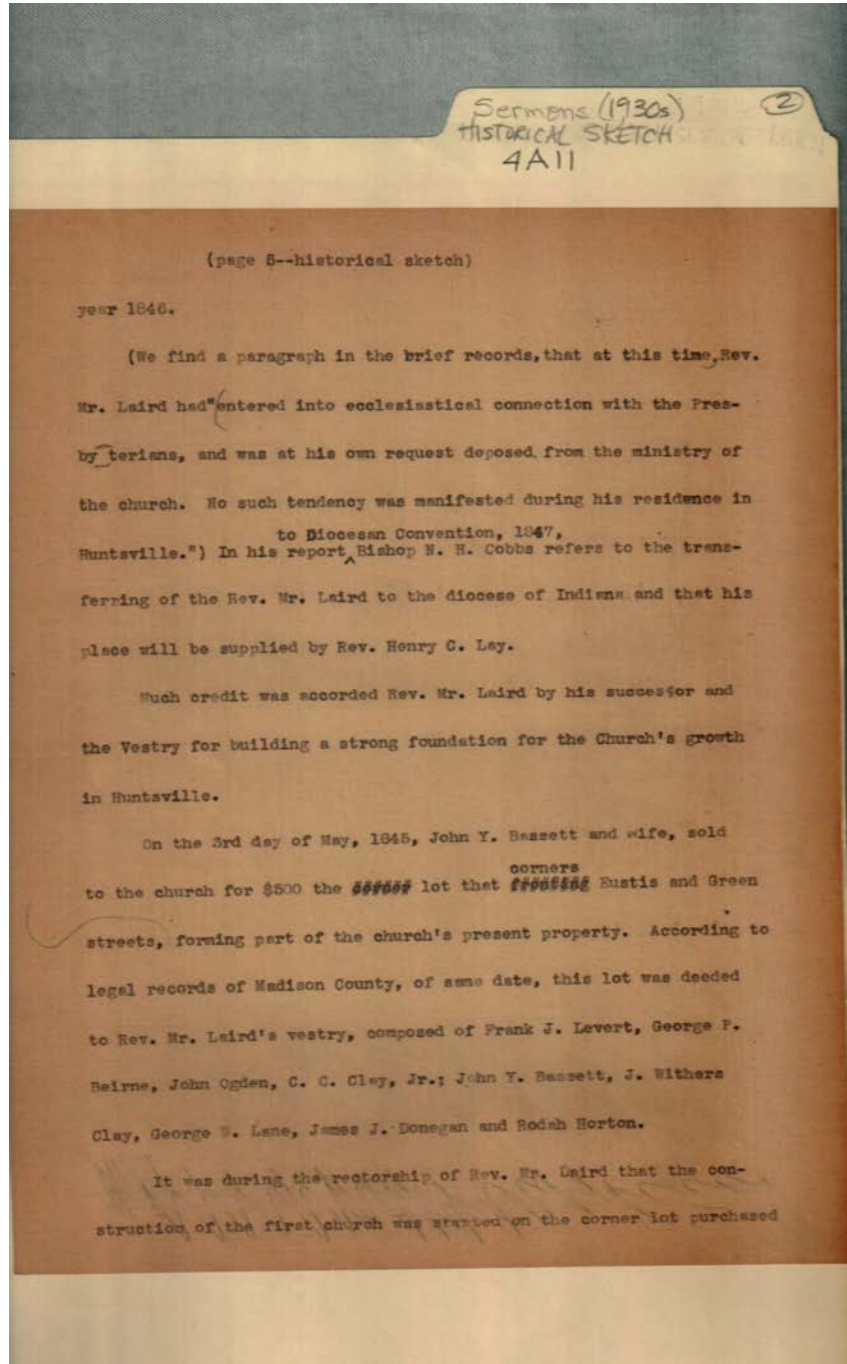 Sermons (1930s) 2
HISTORICAL SKETCH
4A11
(page 5--historical sketch)
year 1846.
(We find a paragraph in the brief records, that at this time, Rev.
Mr. Laird had "entered into ecclesiastical connection with the Pres-
by terians, and was at his own request deposed from the ministry of
the church. No such tendency was manifested during his residence in
to Diocesan Convention, 1847,
Huntsville.") In his report ^ Bishop N. H. Cobbs refers to the trans-
ferring of the Rev. Mr. Laird to the diocese of Indiana and that his
place will be supplied by Rev. Henry C. Lay.
Much credit was accorded Rev. Mr. Laird by his successor and
the Vestry for building a strong foundation for the Church's growth
in Huntsville.
On the 3rd day of May, 1845, John Y. Bassett and wife, sold
corners
to the church for $500 the lot that Eustis and Green
streets, forming part of the church's present property. According to
legal records of Madison County, of same date, this lot was deeded
to Rev. Mr. Laird's vestry, composed of Frank J. Levert, George P.
Beirne, John Ogden, C. C. Clay, Jr.; John Y. Bassett, J. Withers
Clay, George W. Lane, James J. Donegan and Rodah Horton.
It was during the rectorship of Rev. Mr. Laird that the con-
struction of the first church was started on the corner lot purchased